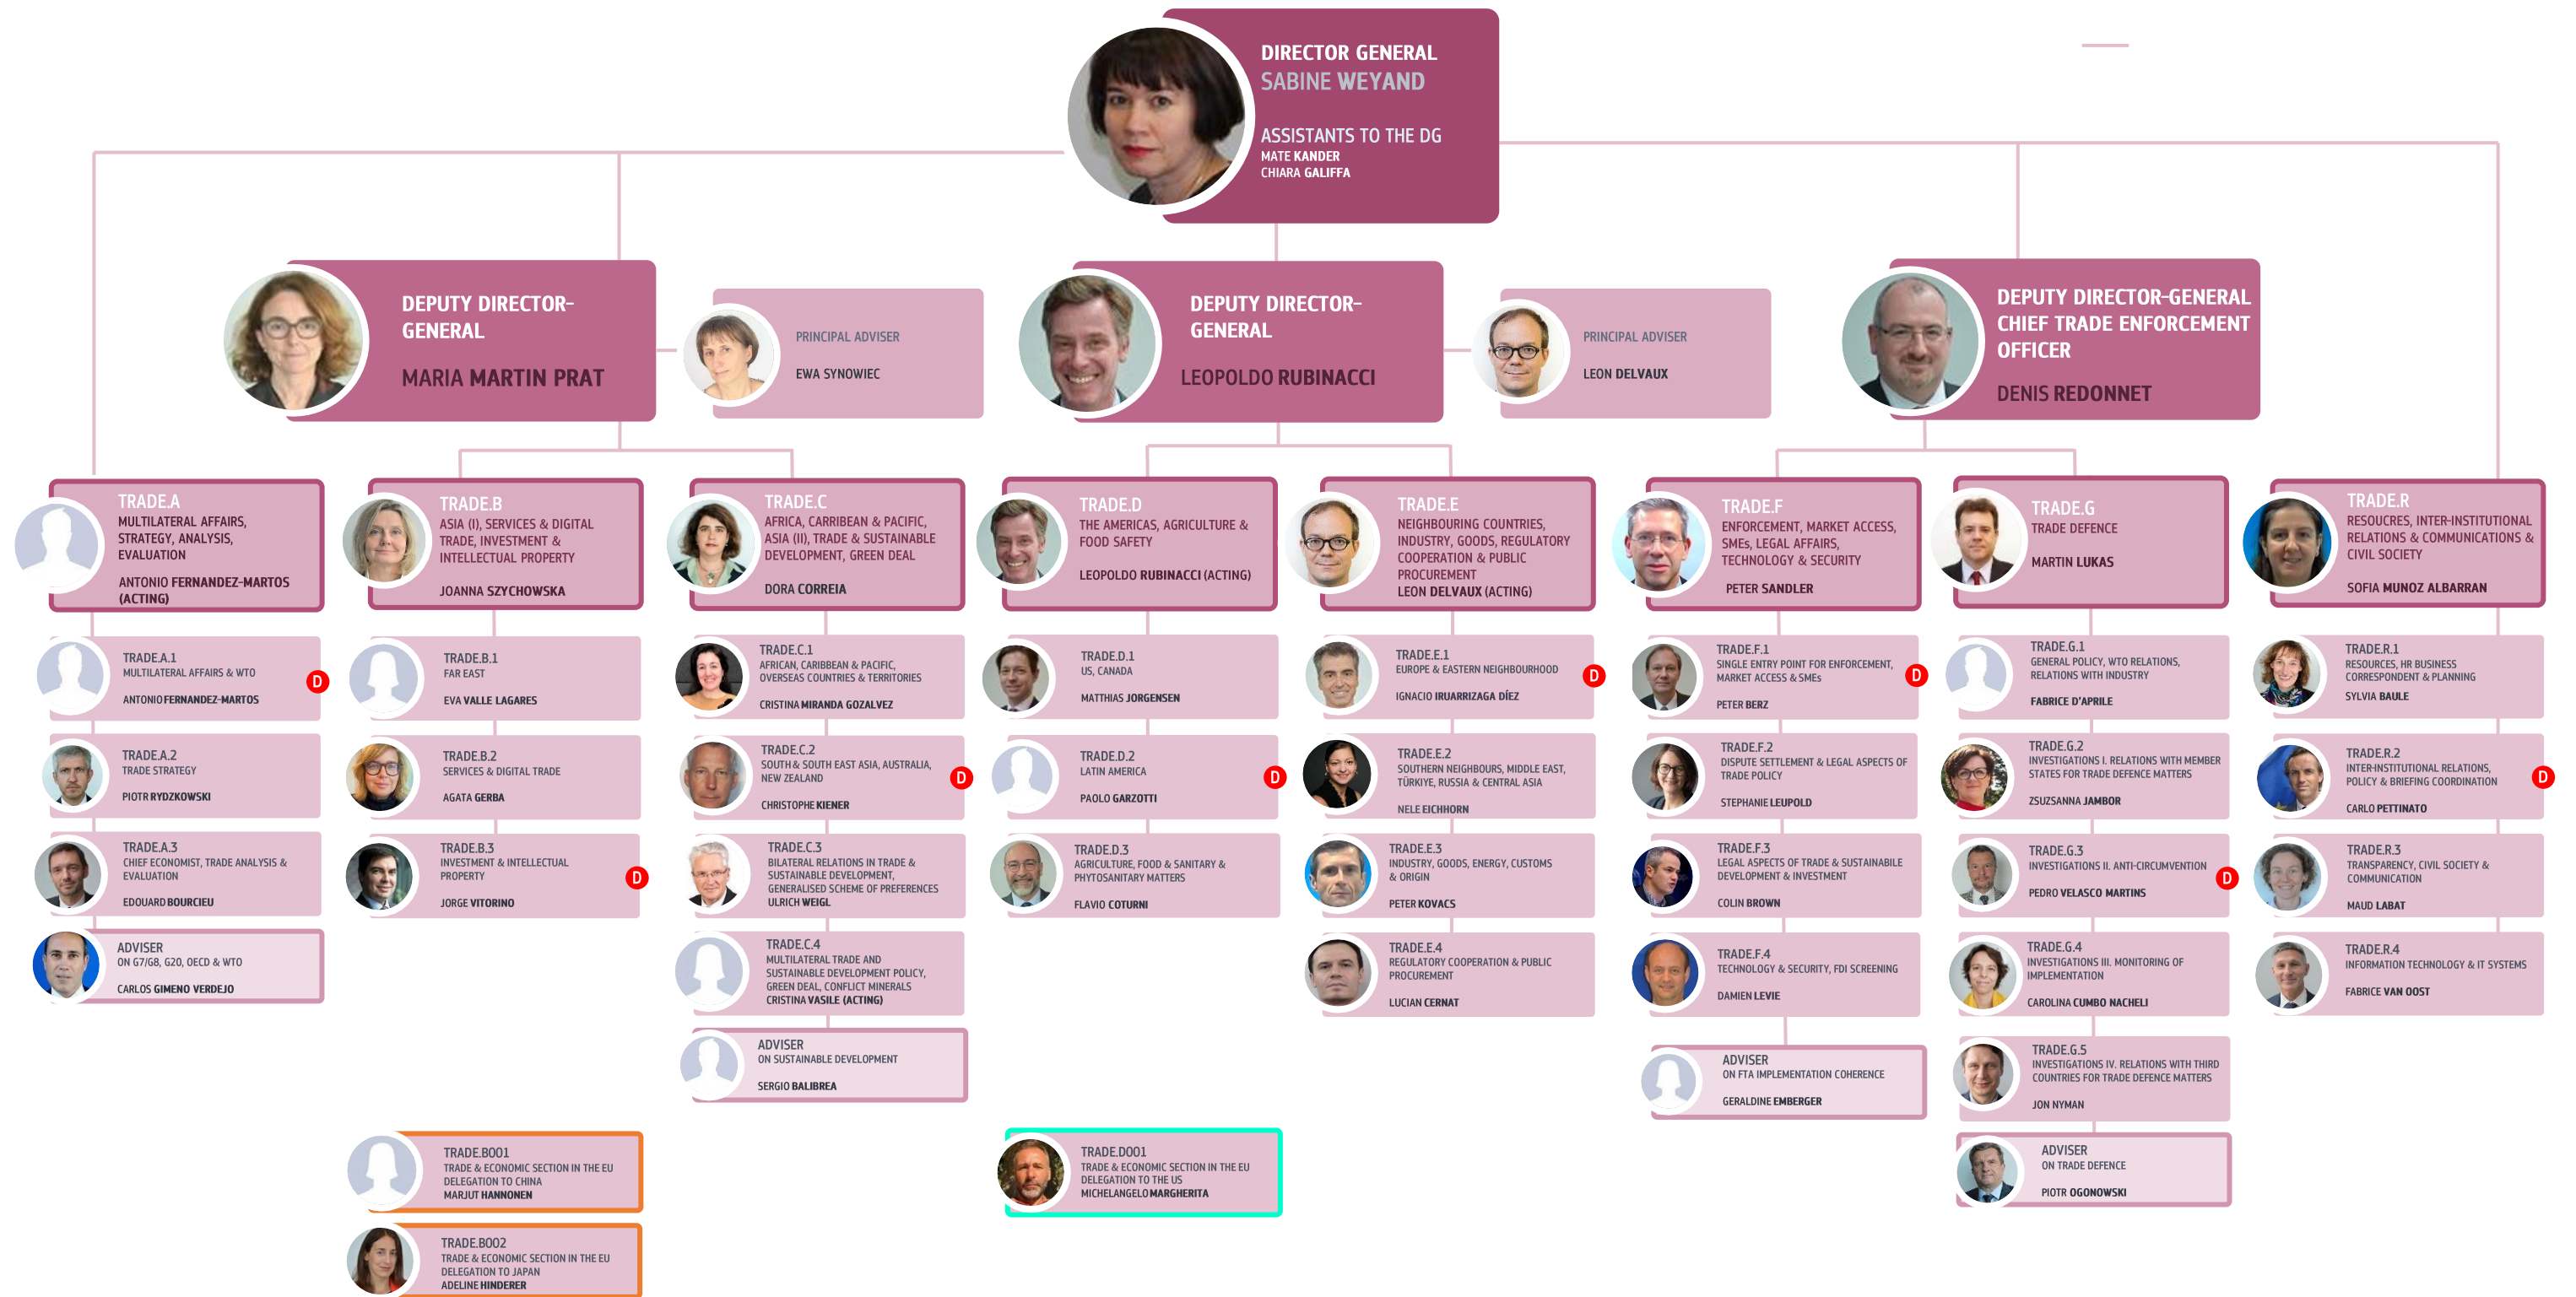 DIRECTOR GENERAL
SABINE WEYAND
ASSISTANTS TO THE DG
MATE KANDER
CHIARA GALIFFA
DEPUTY DIRECTOR-
GENERAL
MARIA MARTIN PRAT
PRINCIPAL ADVISER
EWA SYNOWIEC
DEPUTY DIRECTOR-
GENERAL
LEOPOLDO RUBINACCI
PRINCIPAL ADVISER
LEON DELVAUX
DEPUTY DIRECTOR-GENERAL
CHIEF TRADE ENFORCEMENT
OFFICER
DENIS REDONNET
TRADE.A
MULTILATERAL AFFAIRS,
STRATEGY, ANALYSIS,
EVALUATION
ANTONIO FERNANDEZ-MARTOS
(ACTING)
TRADE.A.1
MULTILATERAL AFFAIRS & WTO
ANTONIO FERNANDEZ-MARTOS
D
TRADE.A.2
TRADE STRATEGY
PIOTR RYDZKOWSKI
TRADE.A.3
CHIEF ECONOMIST, TRADE ANALYSIS &
EVALUATION
EDOUARD BOURCIEU
ADVISER
ON G7/G8, G20, OECD & WTO
CARLOS GIMENO VERDEJO
TRADE.B
ASIA (I), SERVICES & DIGITAL
TRADE, INVESTMENT &
INTELLECTUAL PROPERTY
JOANNA SZYCHOWSKA
TRADE.B.1
FAR EAST
EVA VALLE LAGARES
TRADE.B.2
SERVICES & DIGITAL TRADE
AGATA GERBA
TRADE.B.3
INVESTMENT & INTELLECTUAL
PROPERTY
JORGE VITORINO
D
TRADE.B001
TRADE & ECONOMIC SECTION IN THE EU
DELEGATION TO CHINA
MARJUT HANNONEN
TRADE.B002
TRADE & ECONOMIC SECTION IN THE EU
DELEGATION TO JAPAN
ADELINE HINDERER
TRADE.C
AFRICA, CARRIBEAN & PACIFIC,
ASIA (II), TRADE & SUSTAINABLE
DEVELOPMENT, GREEN DEAL
DORA CORREIA
TRADE.C.1
AFRICAN, CARIBBEAN & PACIFIC,
OVERSEAS COUNTRIES & TERRITORIES
CRISTINA MIRANDA GOZALVEZ
TRADE.C.2
SOUTH & SOUTH EAST ASIA, AUSTRALIA,
NEW ZEALAND
CHRISTOPHE KIENER
D
TRADE.C.3
BILATERAL RELATIONS IN TRADE &
SUSTAINABLE DEVELOPMENT,
GENERALISED SCHEME OF PREFERENCES
ULRICH WEIGL
TRADE.C.4
MULTILATERAL TRADE AND
SUSTAINABLE DEVELOPMENT POLICY,
GREEN DEAL, CONFLICT MINERALS
CRISTINA VASILE (ACTING)
ADVISER
ON SUSTAINABLE DEVELOPMENT
SERGIO BALIBREA
TRADE.D
THE AMERICAS, AGRICULTURE &
FOOD SAFETY
LEOPOLDO RUBINACCI (ACTING)
TRADE.D.1
US, CANADA
MATTHIAS JORGENSEN
TRADE.D.2
LATIN AMERICA
PAOLO GARZOTTI
D
TRADE.D.3
AGRICULTURE, FOOD & SANITARY &
PHYTOSANITARY MATTERS
FLAVIO COTURNI
TRADE.D001
TRADE & ECONOMIC SECTION IN THE EU
DELEGATION TO THE US
MICHELANGELO MARGHERITA
TRADE.E
NEIGHBOURING COUNTRIES,
INDUSTRY, GOODS, REGULATORY
COOPERATION & PUBLIC
PROCUREMENT
LEON DELVAUX (ACTING)
TRADE.E.1
EUROPE & EASTERN NEIGHBOURHOOD
IGNACIO IRUARRIZAGA DÍEZ
D
TRADE.E.2
SOUTHERN NEIGHBOURS, MIDDLE EAST,
TÜRKIYE, RUSSIA & CENTRAL ASIA
NELE EICHHORN
TRADE.E.3
INDUSTRY, GOODS, ENERGY, CUSTOMS
& ORIGIN
PETER KOVACS
TRADE.E.4
REGULATORY COOPERATION & PUBLIC
PROCUREMENT
LUCIAN CERNAT
TRADE.F
ENFORCEMENT, MARKET ACCESS,
SMEs, LEGAL AFFAIRS,
TECHNOLOGY & SECURITY
PETER SANDLER
TRADE.F.1
SINGLE ENTRY POINT FOR ENFORCEMENT,
MARKET ACCESS & SMEs
PETER BERZ
D
TRADE.F.2
DISPUTE SETTLEMENT & LEGAL ASPECTS OF
TRADE POLICY
STEPHANIE LEUPOLD
TRADE.F.3
LEGAL ASPECTS OF TRADE & SUSTAINABLE
DEVELOPMENT & INVESTMENT
COLIN BROWN
TRADE.F.4
TECHNOLOGY & SECURITY, FDI SCREENING
DAMIEN LEVIE
ADVISER
ON FTA IMPLEMENTATION COHERENCE
GERALDINE EMBERGER
TRADE.G
TRADE DEFENCE
MARTIN LUKAS
TRADE.G.1
GENERAL POLICY, WTO RELATIONS,
RELATIONS WITH INDUSTRY
FABRICE D'APRILE
TRADE.G.2
INVESTIGATIONS I. RELATIONS WITH MEMBER
STATES FOR TRADE DEFENCE MATTERS
ZSUZSANNA JAMBOR
TRADE.G.3
INVESTIGATIONS II. ANTI-CIRCUMVENTION
PEDRO VELASCO MARTINS
D
TRADE.G.4
INVESTIGATIONS III. MONITORING OF
IMPLEMENTATION
CAROLINA CUMBO NACHELI
TRADE.G.5
INVESTIGATIONS IV. RELATIONS WITH THIRD
COUNTRIES FOR TRADE DEFENCE MATTERS
JON NYMAN
ADVISER
ON TRADE DEFENCE
PIOTR OGONOWSKI
TRADE.R
RESOUCRES, INTER-INSTITUTIONAL
RELATIONS & COMMUNICATIONS &
CIVIL SOCIETY
SOFIA MUNOZ ALBARRAN
TRADE.R.1
RESOURCES, HR BUSINESS
CORRESPONDENT & PLANNING
SYLVIA BAULE
TRADE.R.2
INTER-INSTITUTIONAL RELATIONS,
POLICY & BRIEFING COORDINATION
CARLO PETTINATO
D
TRADE.R.3
TRANSPARENCY, CIVIL SOCIETY &
COMMUNICATION
MAUD LABAT
TRADE.R.4
INFORMATION TECHNOLOGY & IT SYSTEMS
FABRICE VAN OOST